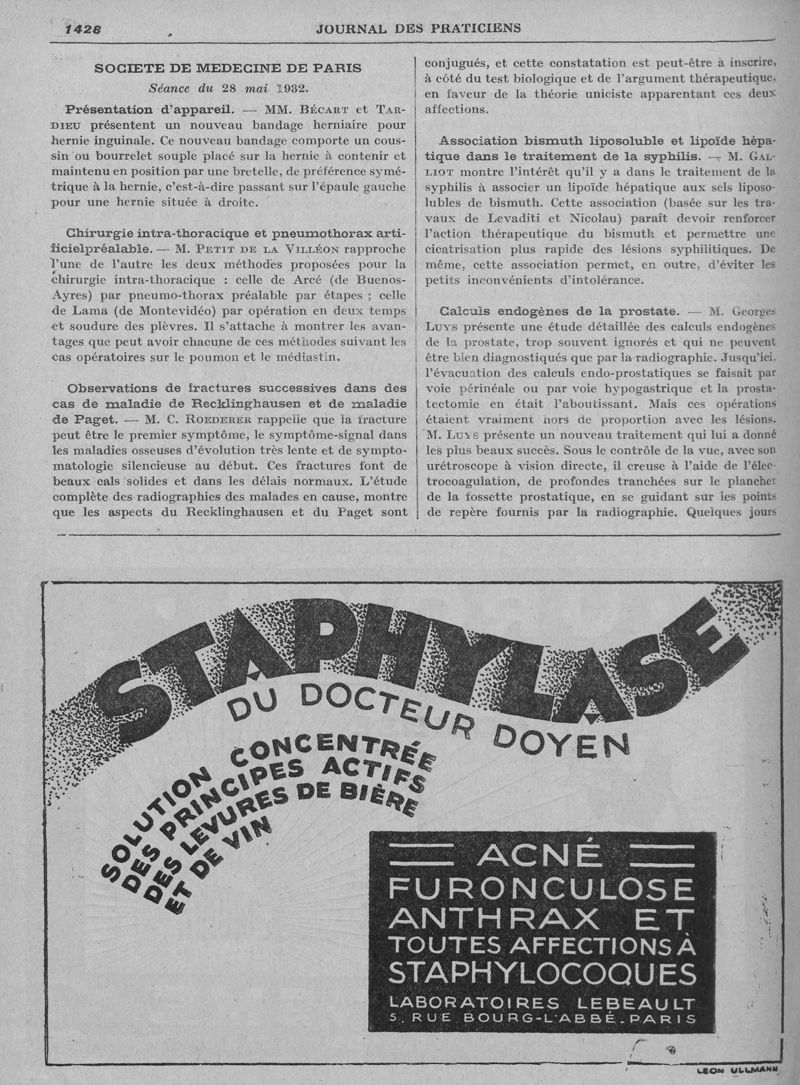 1428
JOURNAL DES PRATICIENS
SOCIETE DE MEDECINE DE PARIS
Séance du 28 mai 1932.
Présentation d'appareil. — MM. BÉCART et TAR-
DIEU présentent un nouveau bandage herniaire pour
hernie inguinale. Ce nouveau bandage comporte un cous-
sin ou bourrelet souple placé sur la hernie à contenir et
maintenu en position par une bretelle, de préférence symé-
trique à la hernie, c'est-à-dire passant sur l'épaule gauche
pour une hernie située à droite.
Chirurgie intra-thoracique et pneumothorax arti-
ficielpréalable. — M. PETIT DE LA VILLÉON rapproche
l'une de l'autre les deux méthodes proposées pour la
chirurgie intra-thoracique : celle de Arcé (de Buenos-
Ayres) par pneumo-thorax préalable par étapes ; celle
de Lama (de Montevidéo) par opération en deux temps
et soudure des plèvres. Il s'attache à montrer les avan-
tages que peut avoir chacune de ces méthodes suivant les
cas opératoires sur le poumon et le médiastin.
Observations de fractures successives dans des
cas de maladie de Recklinghausen et de maladie
de Paget. — M. C. ROEDERER rappelle que la fracture
peut être le premier symptôme, le symptôme-signal dans
les maladies osseuses d'évolution très lente et de sympto-
matologie silencieuse au début. Ces fractures font de
beaux cals solides et dans les délais normaux. L'étude
complète des radiographies des malades en cause, montre
que les aspects du Recklinghausen et du Paget sont
conjugués, et cette constatation est peut-être à inscrire,
à côté du test biologique et de l'argument thérapeutique,
en faveur de la théorie uniciste apparentant ces deux
affections.
Association bismuth liposoluble et lipoïde hépa-
tique dans le traitement de la syphilis. — M. GAL-
LIOT montre l'intérêt qu'il y a dans le traitement de la
syphilis à associer un lipoïde hépatique aux sels liposo-
lubles de bismuth. Cette association (basée sur les tra-
vaux de Levaditi et Nicolau) paraît devoir renforcer
l'action thérapeutique du bismuth et permettre une
cicatrisation plus rapide des lésions syphilitiques. De
même, cette association permet, en outre, d'éviter les
petits inconvénients d'intolérance.
Calculs endogènes de la prostate. — M. Georges
LUYS présente une étude détaillée des calculs endogènes
de la prostate, trop souvent ignorés et qui ne peuvent
être bien diagnostiqués que par la radiographie. Jusqu'ici,
l'évacuation des calculs endo-prostatiques se faisait par
voie périnéale ou par voie hypogastrique et la prosta-
tectomie en était l'aboutissant. Mais ces opérations
étaient vraiment hors de proportion avec les lésions.
M. LUYS présente un nouveau traitement qui lui a donné
les plus beaux succès. Sous le contrôle de la vue, avec son
urétroscope à vision directe, il creuse à l'aide de l'élec-
trocoagulation, de profondes tranchées sur le plancher
de la fossette prostatique, en se guidant sur les points
de repère fournis par la radiographie. Quelques jours
STAPHYLASE
DU DOCTEUR DOYEN
SOLUTION CONCENTRÉE
DES PRINCIPES ACTIFS
DES LEVURES DE BIÈRE
ET DE VIN
ACNÉ
FURONCULOSE
ANTHRAX ET
TOUTES AFFECTIONS À
STAPHYLOCOQUES
LABORATOIRES LEBEAULT
5, RUE BOURG-L'ABBÉ_PARIS
LEON ULLMANN